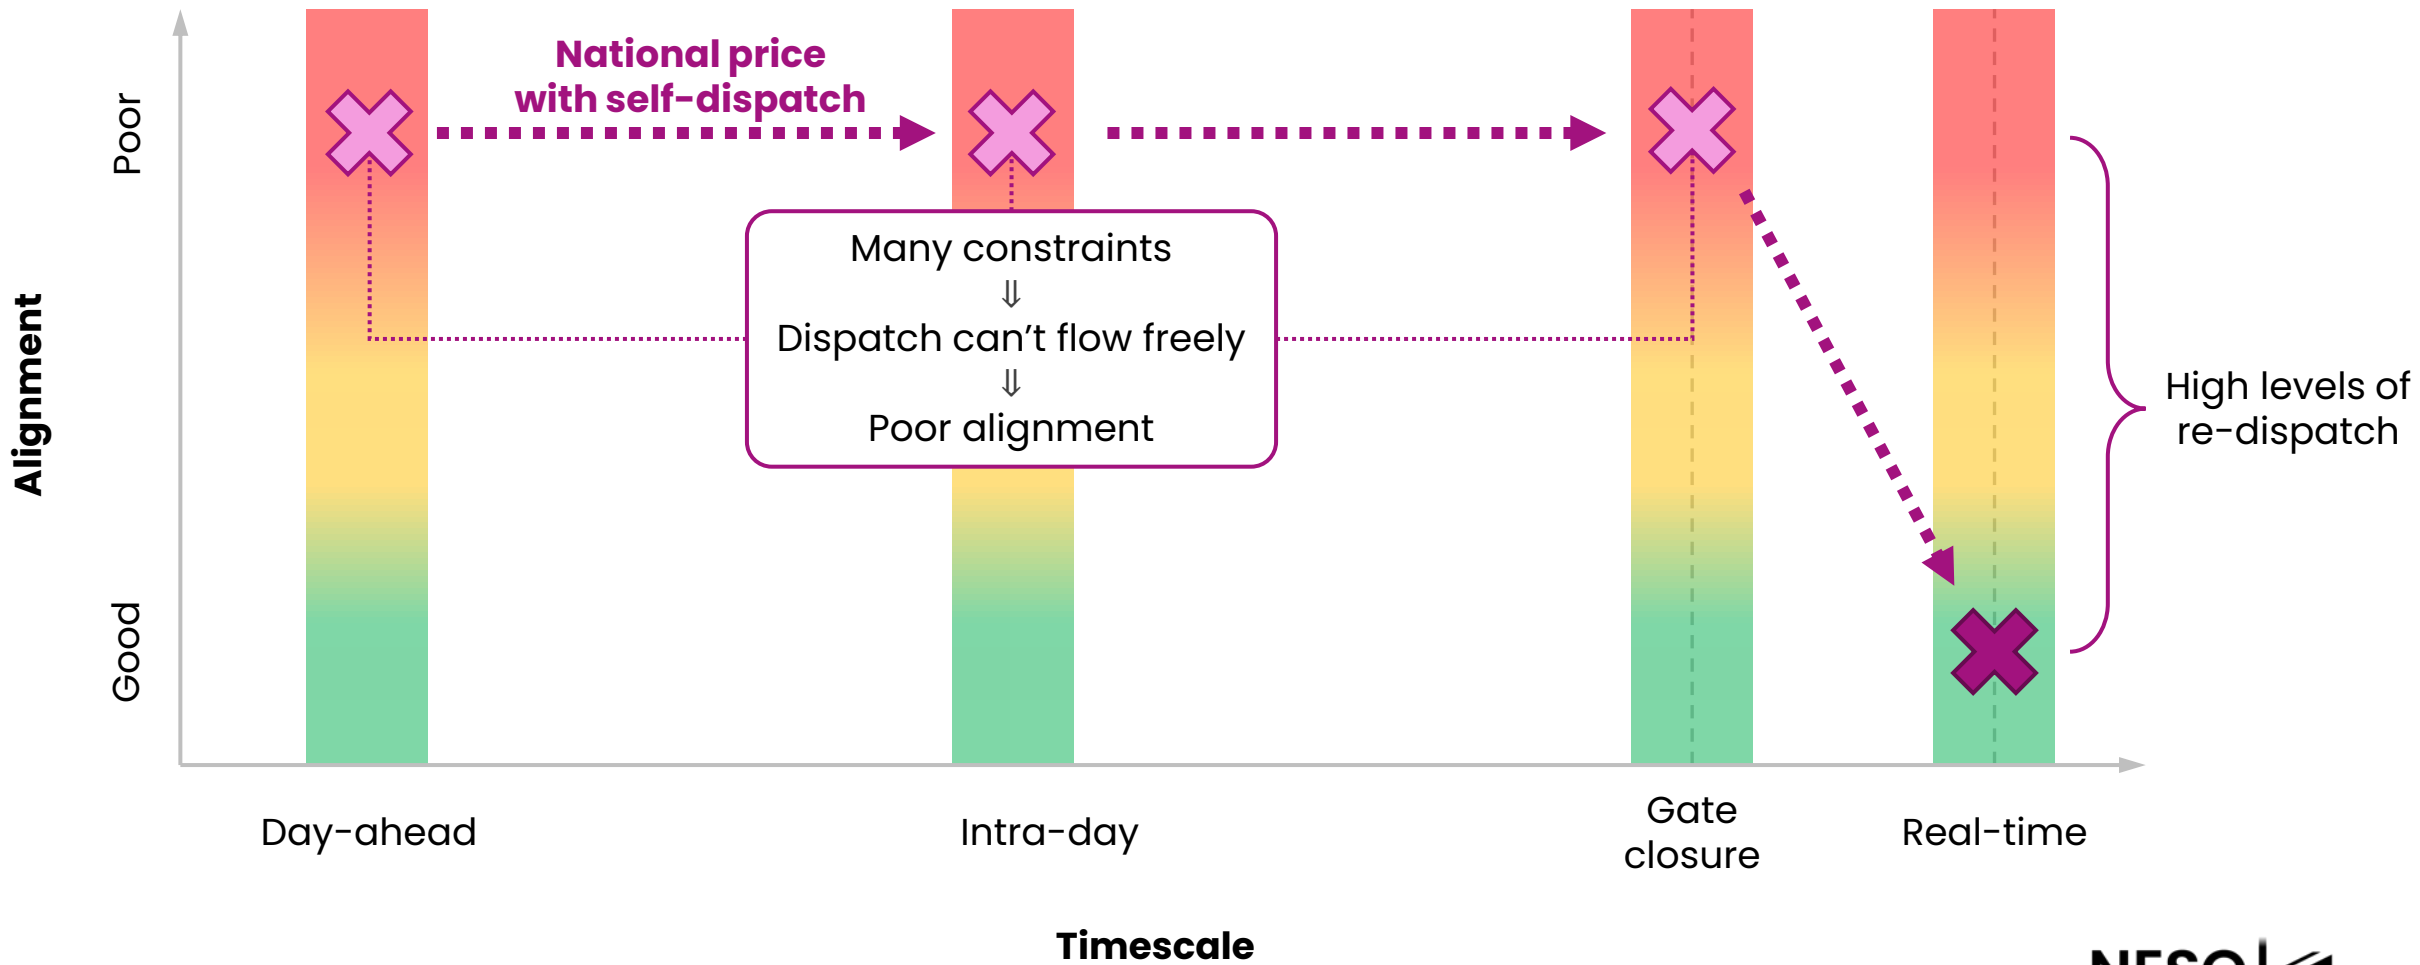 National price
with self-dispatch
Poor
Many constraints
⇓
Dispatch can't flow freely
⇓
Poor alignment
Alignment
High levels of
re-dispatch
Good
Day-ahead
Intra-day
Gate
closure
Real-time
Timescale
NESO